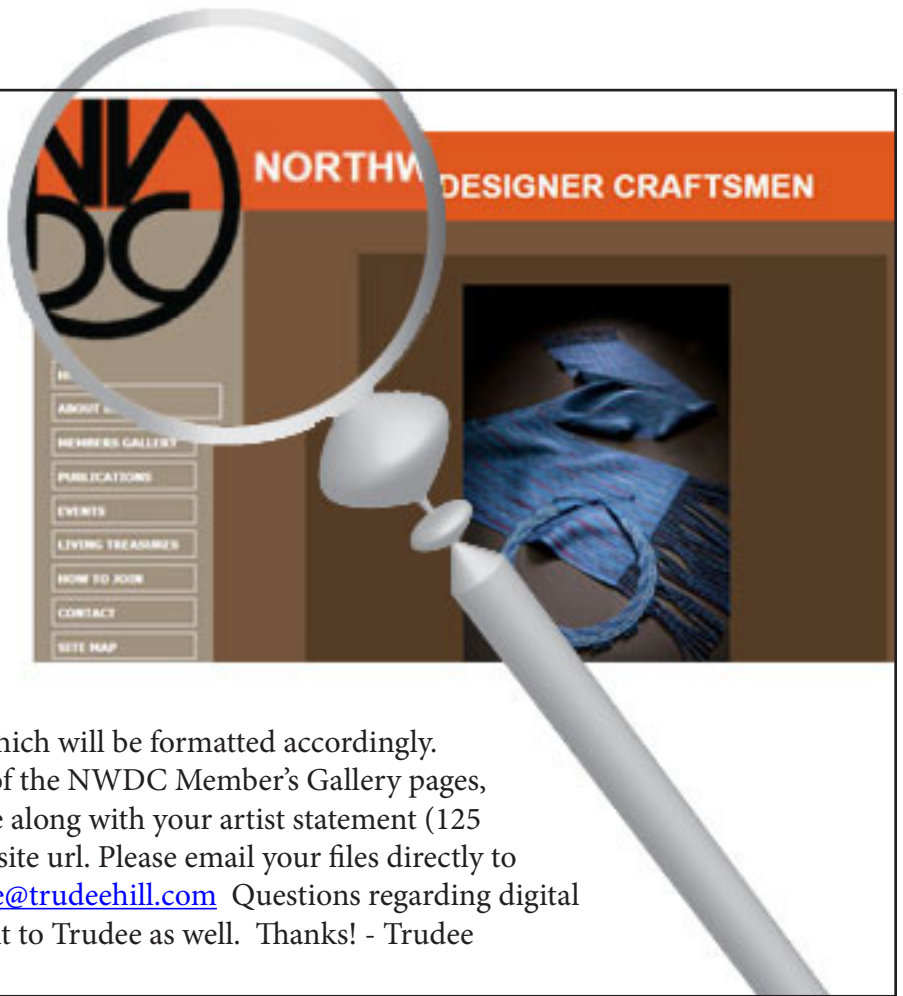 NORTHW DESIGNER CRAFTSMEN
ABOUT
MEMBERS GALLERY
PUBLICATIONS
EVENTS
LIVING TREASURES
HOW TO JOIN
CONTACT
SITE MAP
hich will be formatted accordingly.
of the NWDC Member’s Gallery pages,
e along with your artist statement (125
site url. Please email your files directly to
e@trudeehill.com Questions regarding digital
t to Trudee as well. Thanks! - Trudee